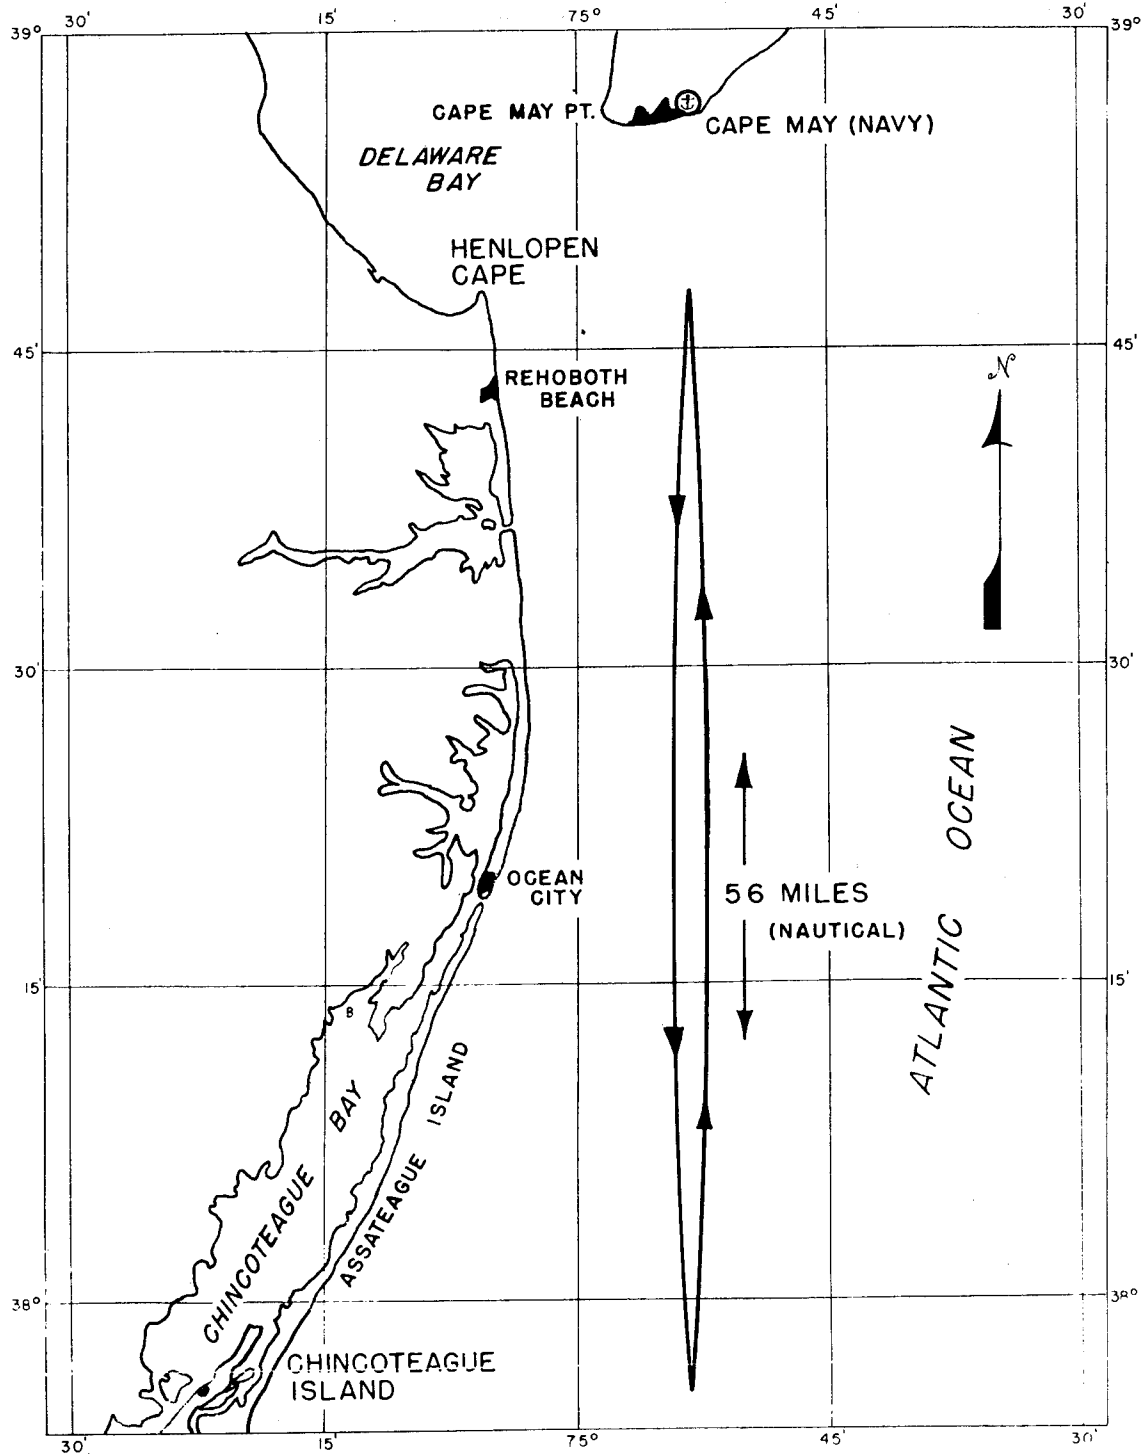 30'
15'
75°
45'
30'
39°
39°
CAPE MAY PT.
CAPE MAY (NAVY)
DELAWARE
BAY
HENLOPEN
CAPE
45'
45'
N
REHOBOTH
BEACH
30'
30'
ATLANTIC OCEAN
OCEAN
CITY
56 MILES
(NAUTICAL)
15'
15'
B
ASSATEAGUE ISLAND
CHINCOTEAGUE BAY
38°
38°
CHINCOTEAGUE
ISLAND
30'
15'
75°
45'
30'